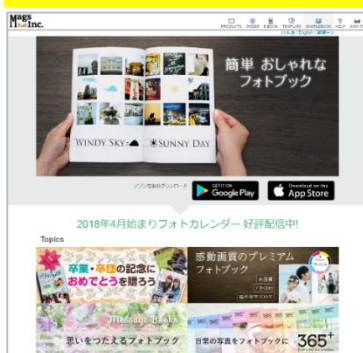 Mags
Inc.
PRODUCTS ORDER
簡単 おしゃれな
フォトブック
WINDY SKY
SUNNY DAY
GET IT ON
Google Play
Download on the
App Store
2018年4月始まりフォトカレンダー 好評配信中!
Topics
卒業・卒団の記念に
おめでとうを贈ろう
感動画質のプレミアム
フォトブック
Message Books
思いをつたえるフォトブック
日常の写真をフォトブックに 365+